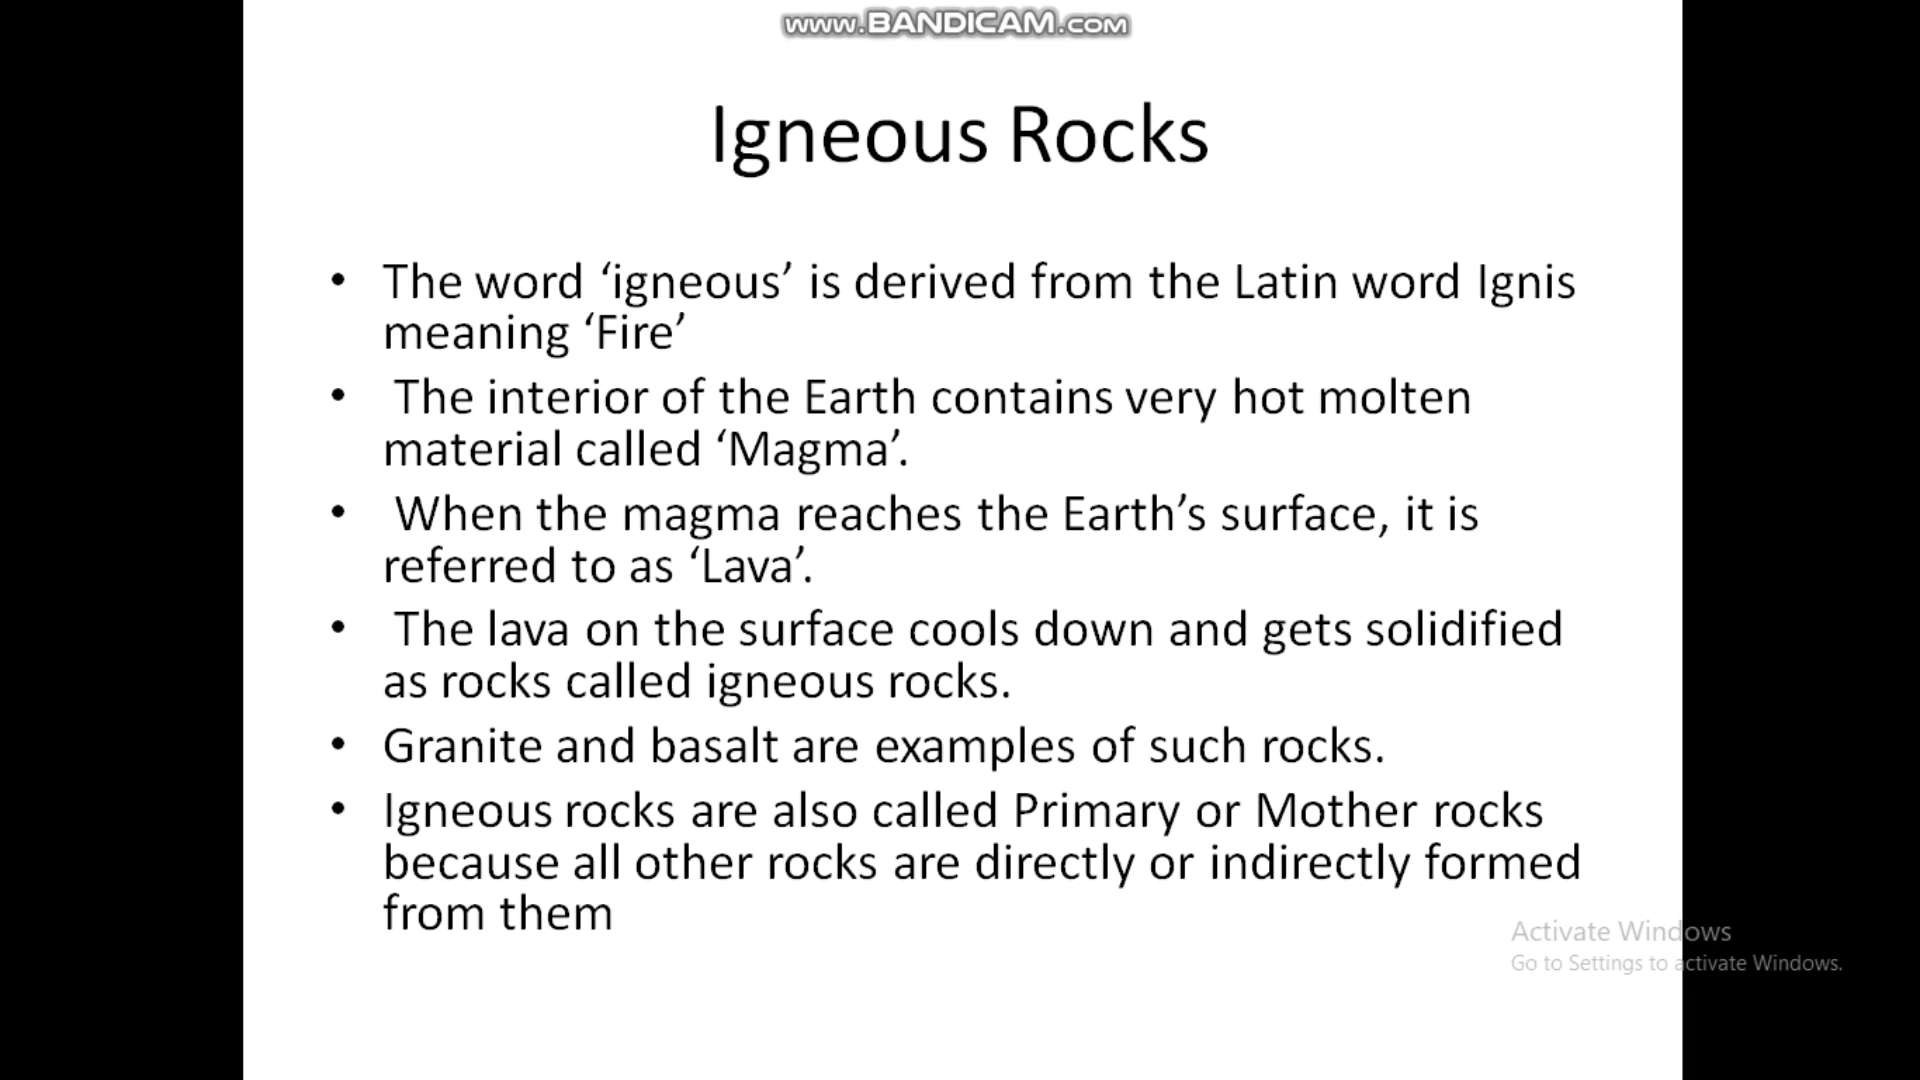 www.BANDICAM.com
Igneous Rocks
• The word ‘igneous’ is derived from the Latin word Ignis
meaning ‘Fire’
• The interior of the Earth contains very hot molten
material called ‘Magma’.
• When the magma reaches the Earth’s surface, it is
referred to as ‘Lava’.
• The lava on the surface cools down and gets solidified
as rocks called igneous rocks.
• Granite and basalt are examples of such rocks.
• Igneous rocks are also called Primary or Mother rocks
because all other rocks are directly or indirectly formed
from them
Activate Windows
Go to Settings to activate Windows.